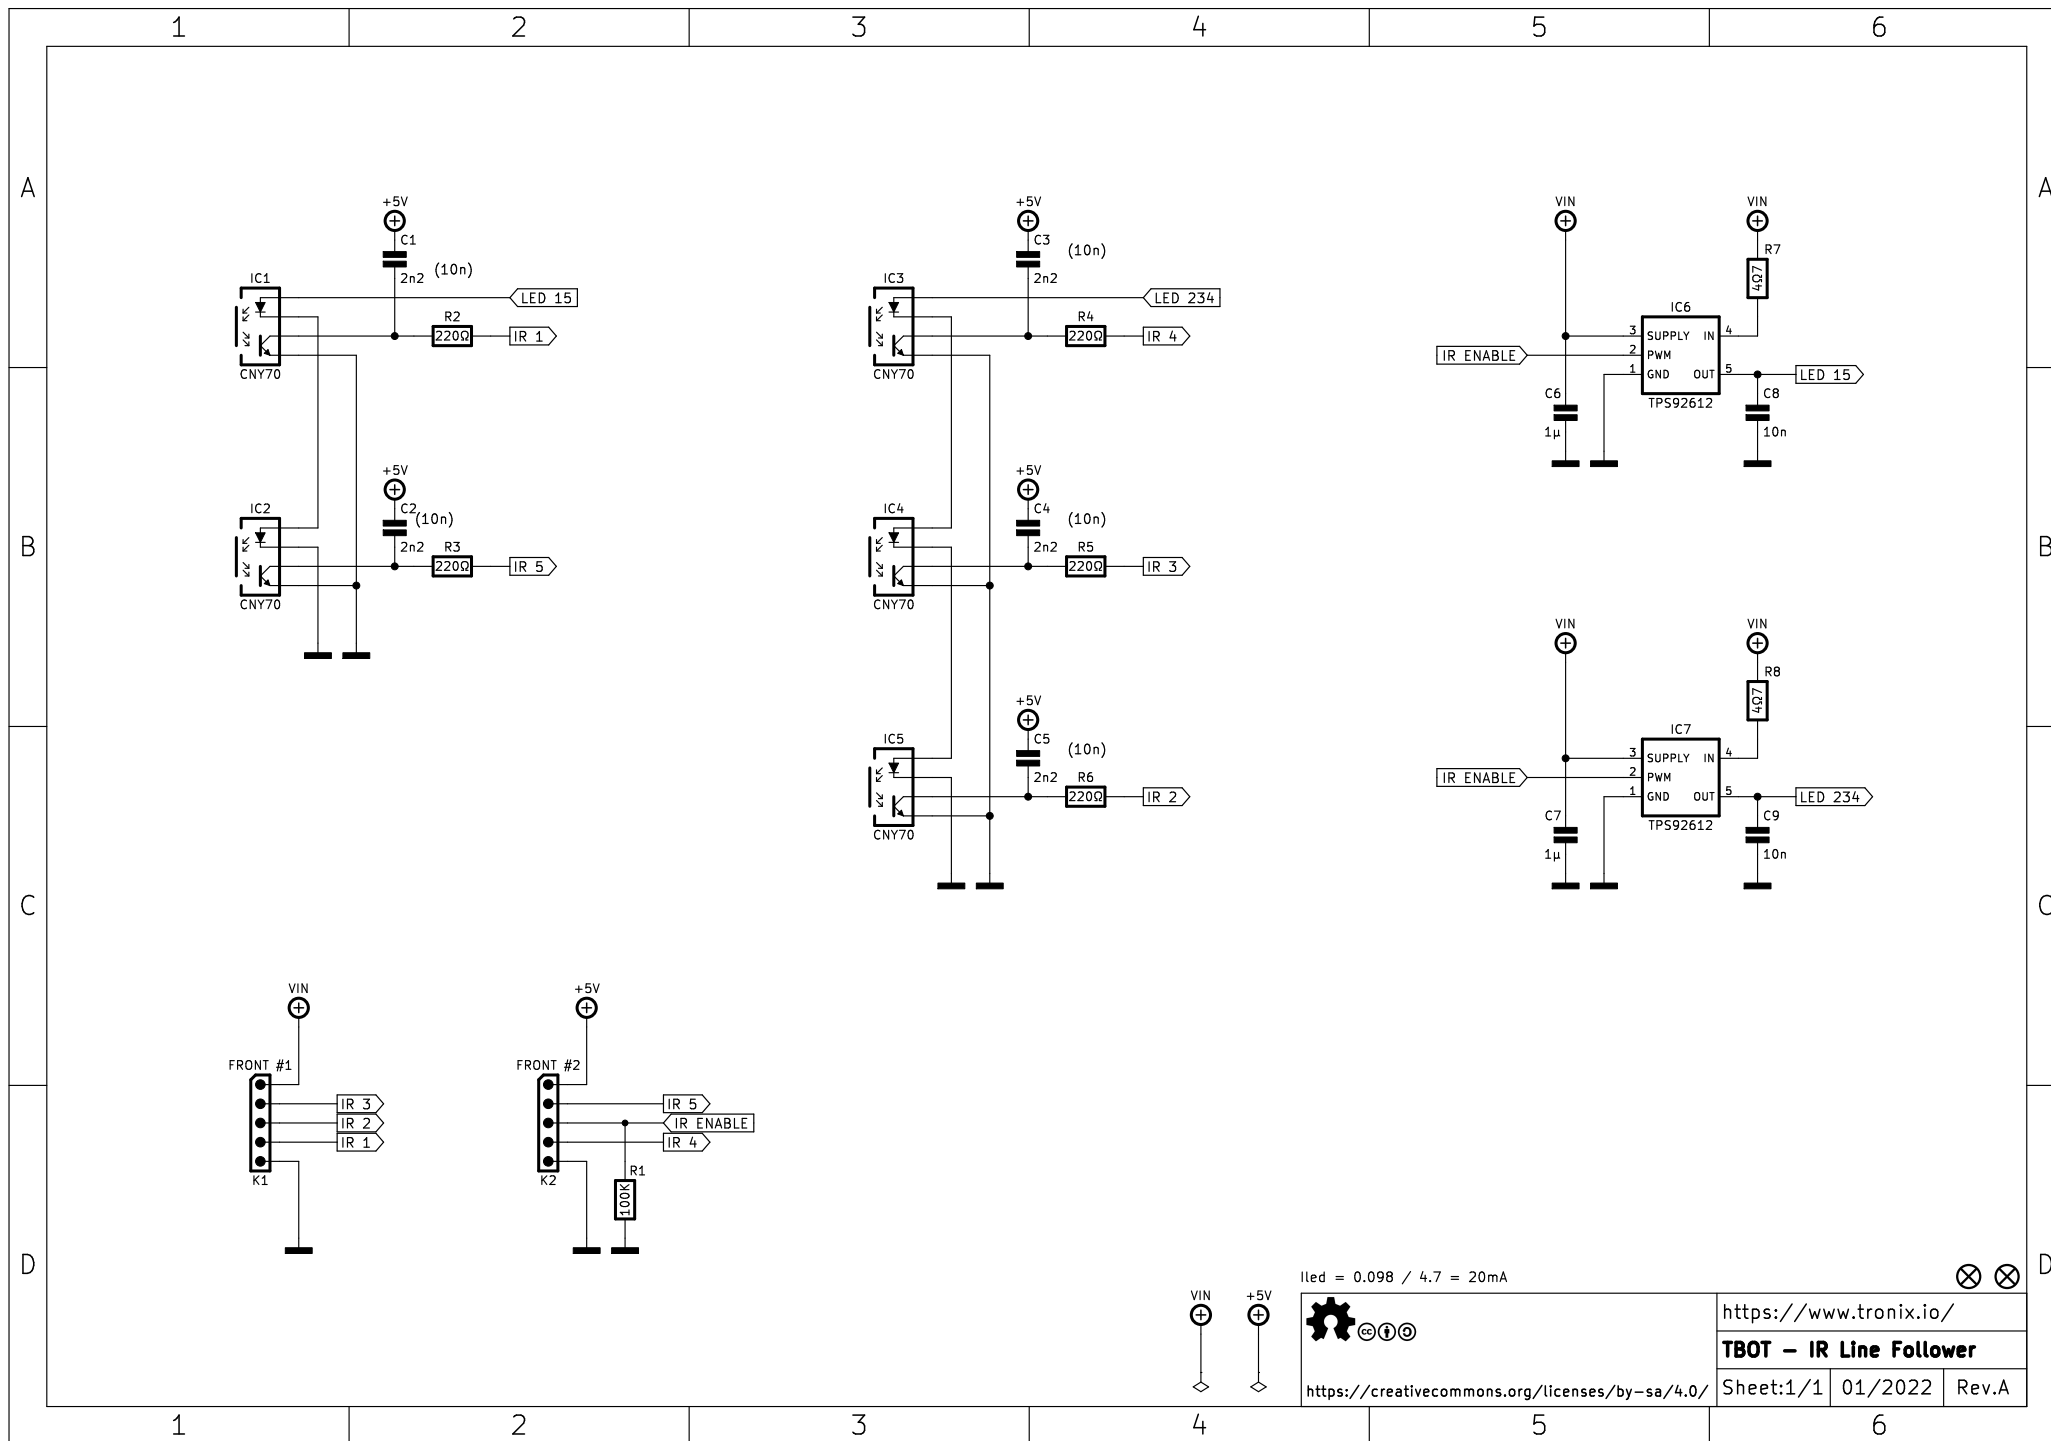 1 2 3 4 5 6
A A
+5V +5V VIN VIN
C1 C3 R7
(10n) (10n)
IC1 2n2 IC3 2n2 4Ω7
LED 15 LED 234
R2 R4 IC6
220Ω IR 1 220Ω IR 4 3 SUPPLY IN 4
IR ENABLE 2 PWM
CNY70 CNY70 1 GND OUT 5 LED 15
C6 TPS92612 C8
1µ 10n
+5V +5V
IC2 C2 (10n) IC4 C4 (10n)
B B
2n2 R3 2n2 R5
220Ω IR 5 220Ω IR 3
CNY70 CNY70
VIN VIN
R8
4Ω7
+5V
IC5 C5 (10n) IC7
2n2 R6 3 SUPPLY IN 4
IR ENABLE 2 PWM
220Ω IR 2 1 GND OUT 5 LED 234
CNY70 C7 TPS92612 C9
1µ 10n
C C
VIN +5V
FRONT #1 FRONT #2
IR 3 IR 5
IR 2 IR ENABLE
IR 1 IR 4
K1 K2 R1
100K
D D
Iled = 0.098 / 4.7 = 20mA
VIN +5V
cc
https://www.tronix.io/
TBOT – IR Line Follower
https://creativecommons.org/licenses/by-sa/4.0/ Sheet:1/1 01/2022 Rev.A
1 2 3 4 5 6